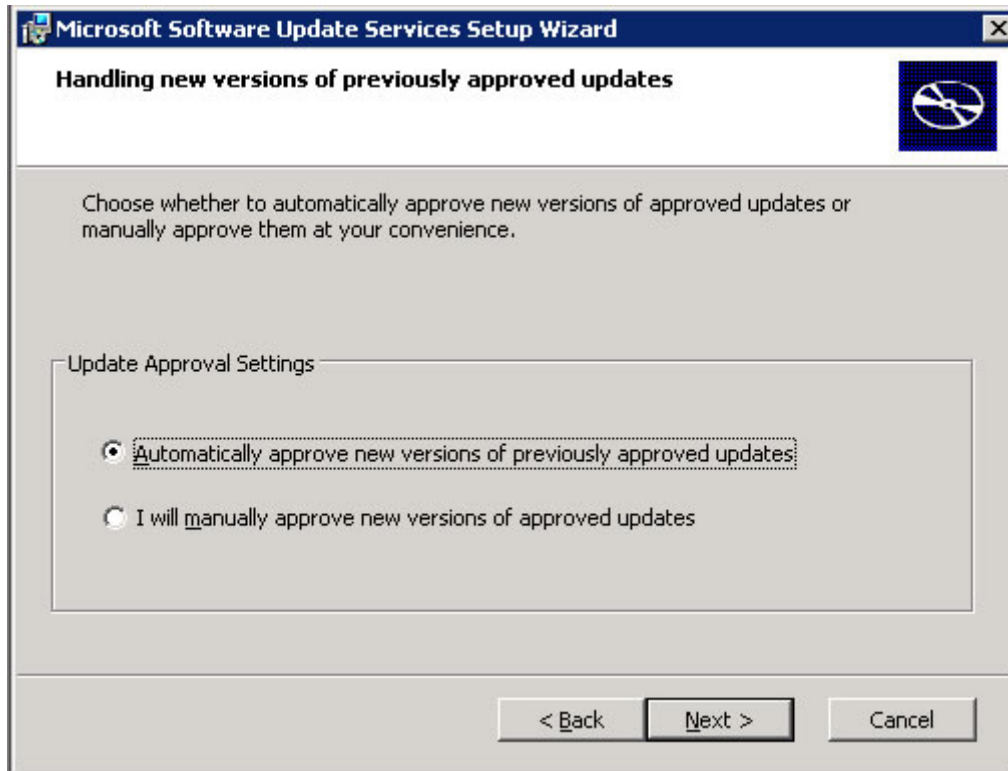 Microsoft Software Update Services Setup Wizard
Handling new versions of previously approved updates
Choose whether to automatically approve new versions of approved updates or
manually approve them at your convenience.
Update Approval Settings
Automatically approve new versions of previously approved updates
I will manually approve new versions of approved updates
< Back
Next >
Cancel